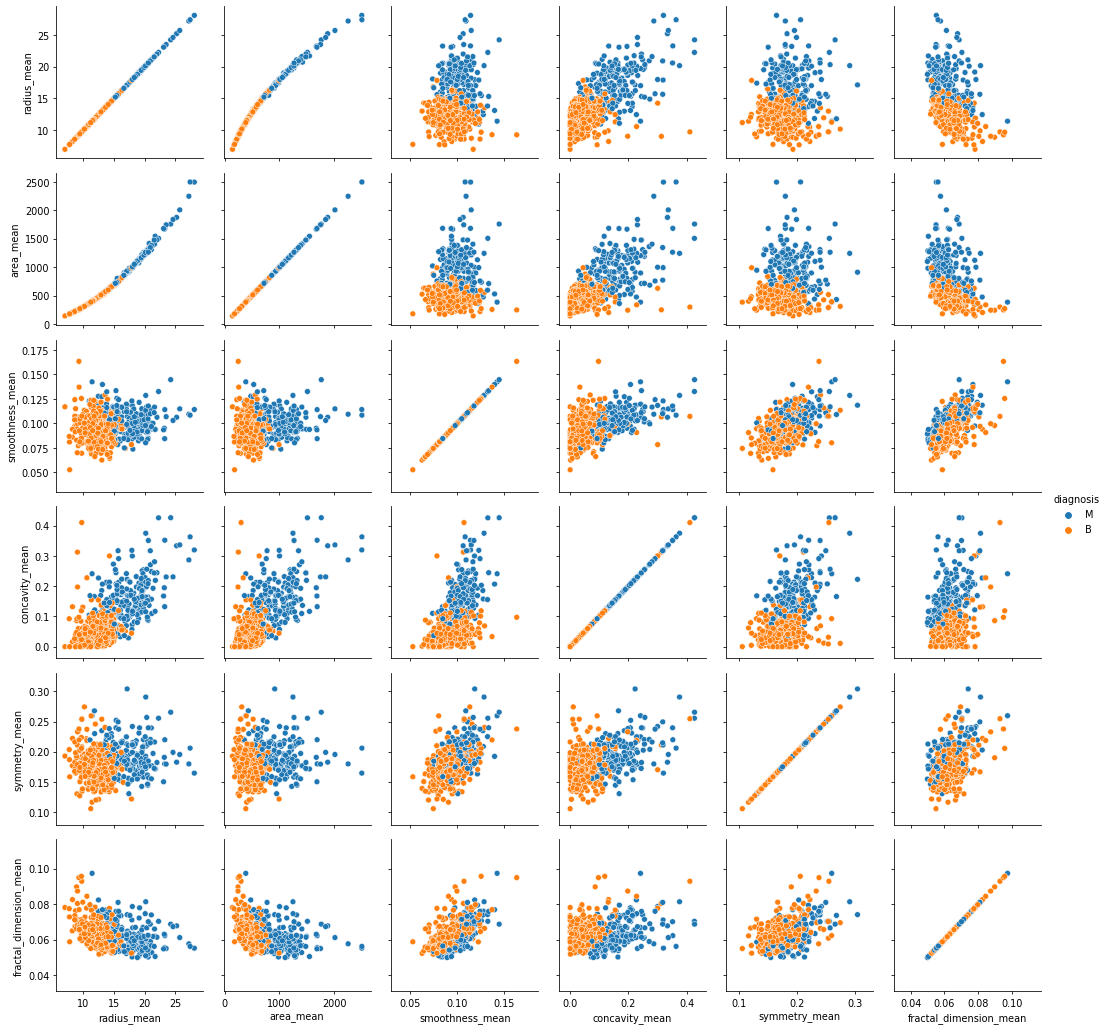 25
20
15
10
radius_mean
2500
2000
1500
1000
500
0
area_mean
0.175
0.150
0.125
0.100
0.075
0.050
smoothness_mean
diagnosis
M
B
0.4
0.3
0.2
0.1
0.0
concavity_mean
0.30
0.25
0.20
0.15
0.10
symmetry_mean
0.10
0.08
0.06
0.04
fractal_dimension_mean
10 15 20 25
radius_mean
0 1000 2000
area_mean
0.05 0.10 0.15
smoothness_mean
0.0 0.2 0.4
concavity_mean
0.1 0.2 0.3
symmetry_mean
0.04 0.06 0.08 0.10
fractal_dimension_mean